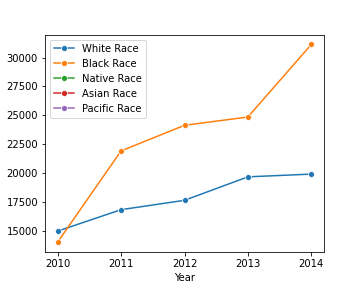 White Race
Black Race
Native Race
Asian Race
Pacific Race
30000
27500
25000
22500
20000
17500
15000
2010 2011 2012 2013 2014
Year